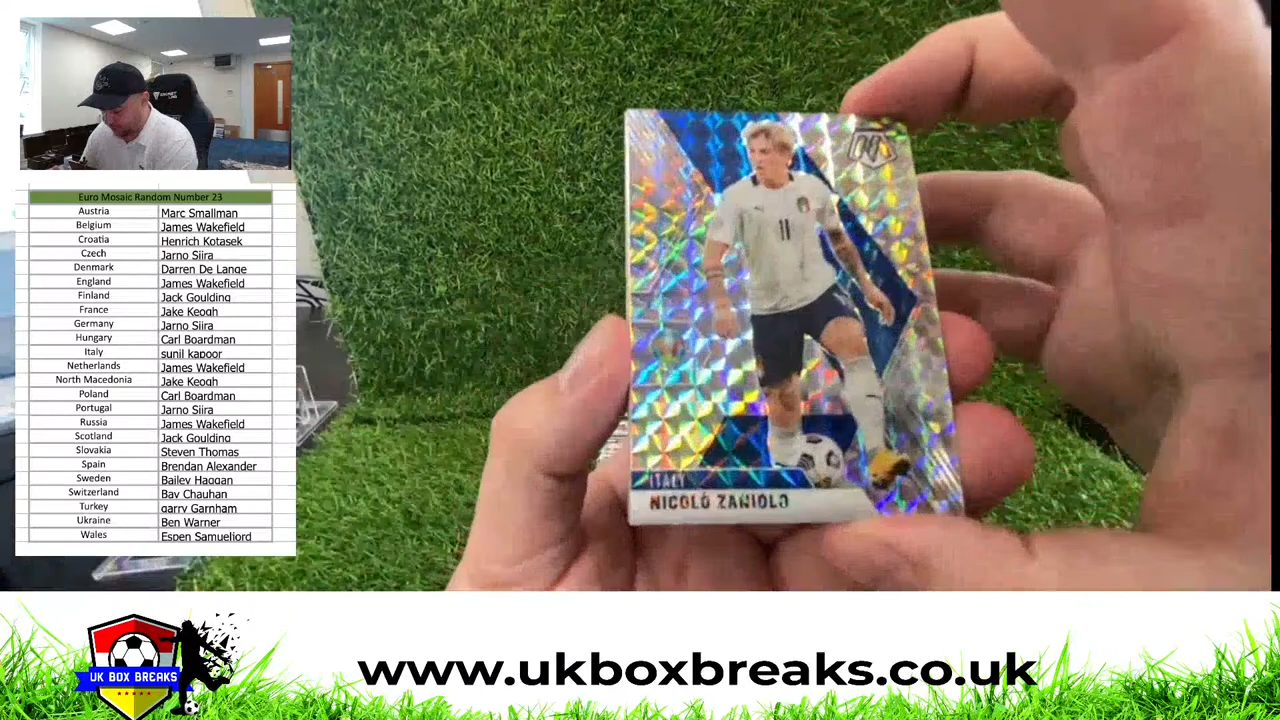 Euro Mosaic Random Number 23
Austria Marc Smallman
Belgium James Wakefield
Croatia Henrich Kotasek
Czech Jarno Siira
Denmark Darren De Lange
England James Wakefield
Finland Jack Goulding
France Jake Keogh
Germany Jarno Siira
Hungary Carl Boardman
Italy sunil kapoor
Netherlands James Wakefield
North Macedonia Jake Keogh
Poland Carl Boardman
Portugal Jarno Siira
Russia James Wakefield
Scotland Jack Goulding
Slovakia Steven Thomas
Spain Brendan Alexander
Sweden Bailey Haggan
Switzerland Bav Chauhan
Turkey garry Garnham
Ukraine Ben Warner
Wales Espen Samueljord
11
ITALY
NICOLÒ ZANIOLO
UK BOX BREAKS
www.ukboxbreaks.co.uk